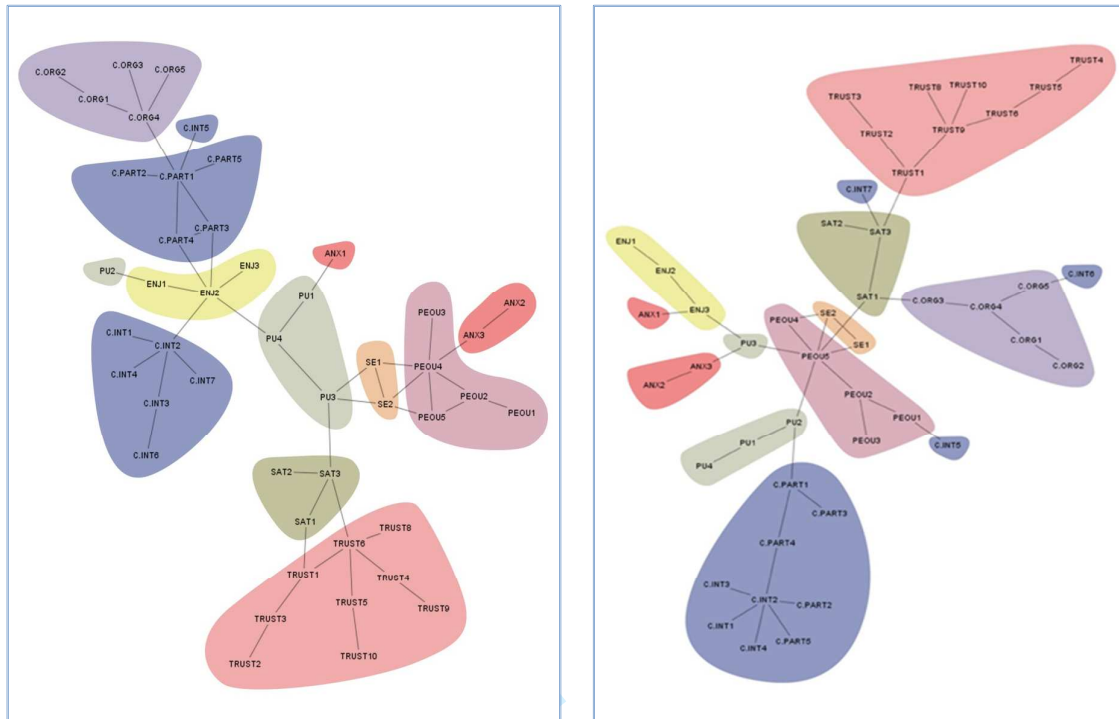 C.ORG2
C.ORG3
C.ORG5
C.ORG1
C.ORG4
C.INT5
C.PART5
C.PART2
C.PART1
C.PART3
C.PART4
PU2
ENJ1
ENJ3
ENJ2
ANX1
PU1
PU4
PEOU3
ANX2
ANX3
C.INT1
C.INT2
C.INT4
C.INT7
C.INT3
C.INT6
SE1
PEOU4
SE2
PU3
PEOU2
PEOU5
PEOU1
SAT2
SAT3
SAT1
TRUST8
TRUST6
TRUST1
TRUST4
TRUST5
TRUST9
TRUST3
TRUST2
TRUST10
TRUST4
TRUST8
TRUST10
TRUST5
TRUST3
TRUST6
TRUST9
TRUST2
TRUST1
C.INT7
SAT2
SAT3
ENJ1
ENJ2
ENJ3
ANX1
SAT1
C.ORG3
C.ORG4
C.ORG5
C.INT6
C.ORG1
C.ORG2
PEOU4
SE2
SE1
PU3
PEOU5
ANX3
ANX2
PEOU2
PEOU1
PEOU3
C.INT5
PU2
PU1
PU4
C.PART1
C.PART3
C.PART4
C.INT3
C.INT2
C.PART2
C.INT1
C.INT4
C.PART5